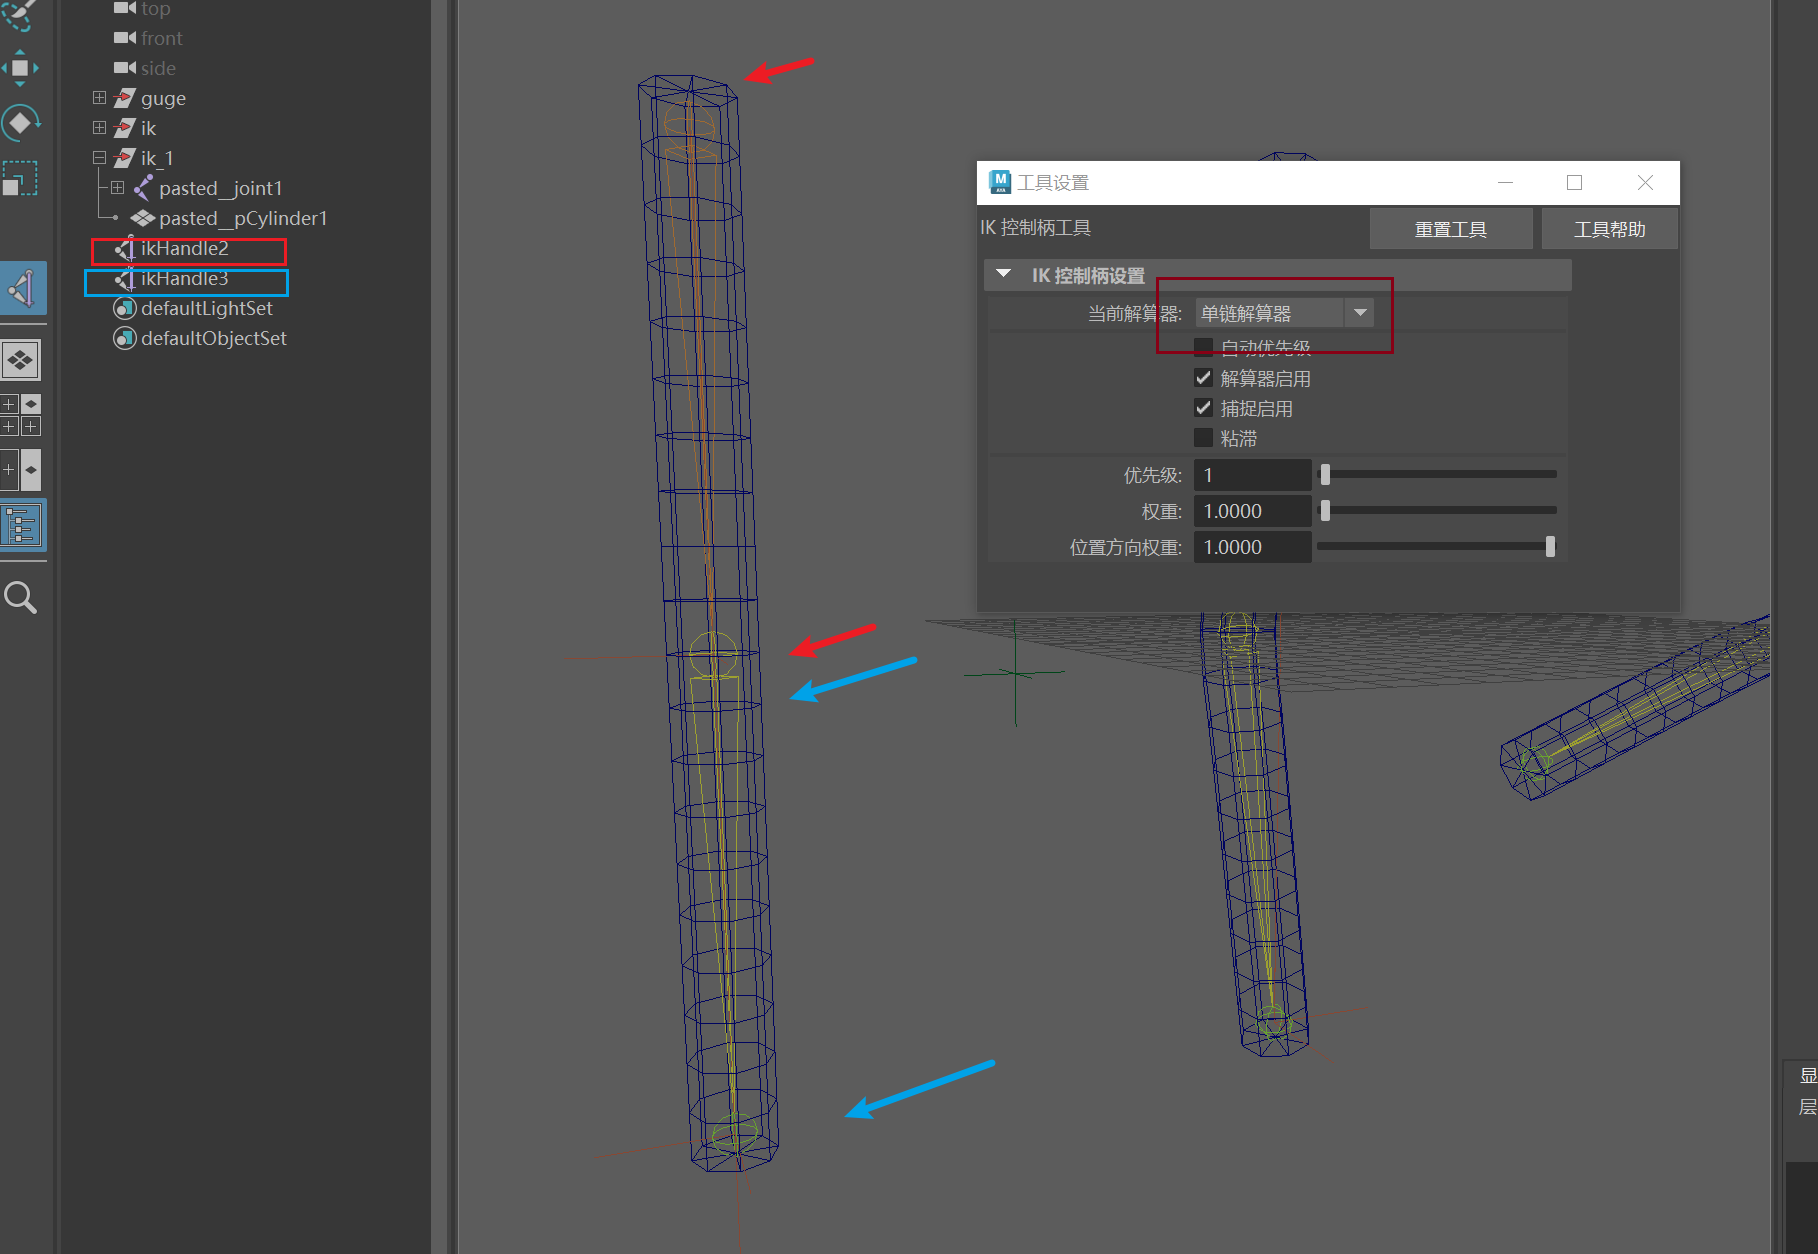 top
front
side
guge
ik
ik_1
pasted__joint1
pasted__pCylinder1
ikHandle2
ikHandle3
defaultLightSet
defaultObjectSet
M
工具设置
IK 控制柄工具
重置工具
工具帮助
IK 控制柄设置
当前解算器: 单链解算器
自动优先级
解算器启用
捕捉启用
粘滞
优先级: 1
权重: 1.0000
位置方向权重: 1.0000
显
层